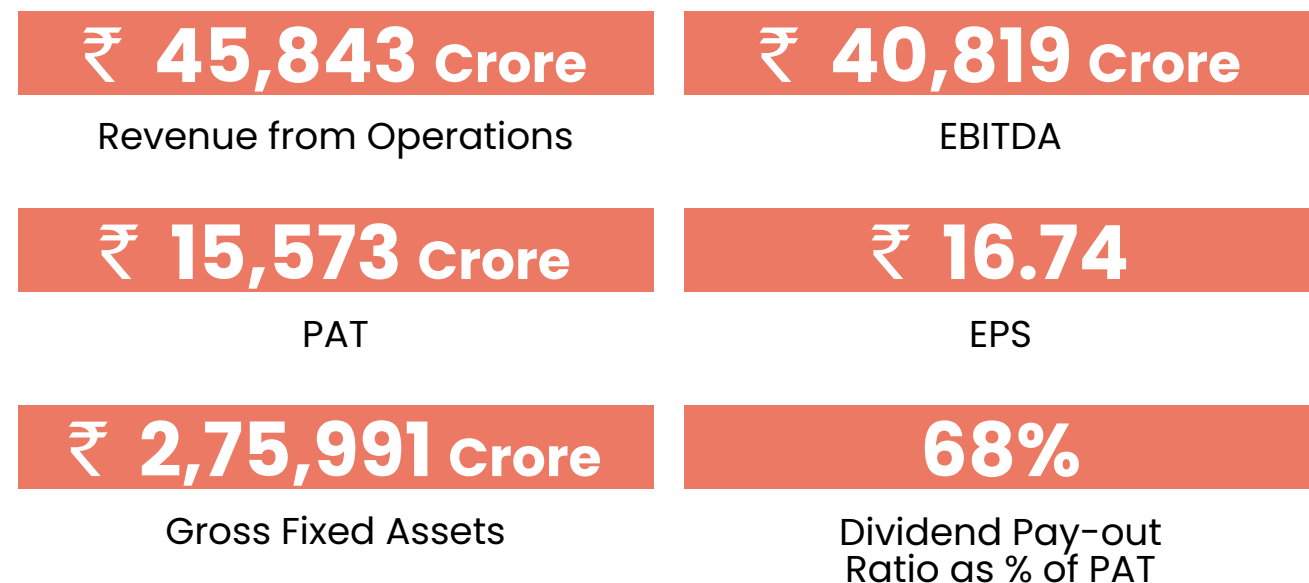 ₹ 45,843 Crore
Revenue from Operations
₹ 40,819 Crore
EBITDA
₹ 15,573 Crore
PAT
₹ 16.74
EPS
₹ 2,75,991 Crore
Gross Fixed Assets
68%
Dividend Pay-out
Ratio as % of PAT